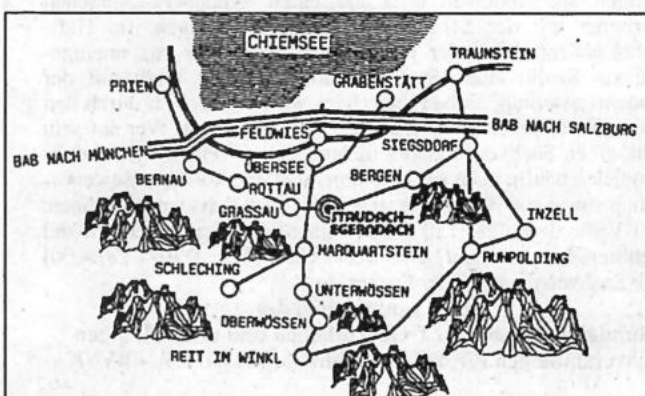 CHIEMSEE
TRAUNSTEIN
PRIEN
GRABENSTÄTT
FELDWIES
BAB NACH SALZBURG
BAB NACH MÜNCHEN
ÜBERSEE
SIEGSDORF
BERNAU
ROTTAU
BERGEN
GRASSAU
STAUDACH-
EGERNDACH
INZELL
MARQUARTSTEIN
RUHPOLDING
SCHLECHING
UNTERWÖSSEN
OBERWÖSSEN
REIT IM WINKL